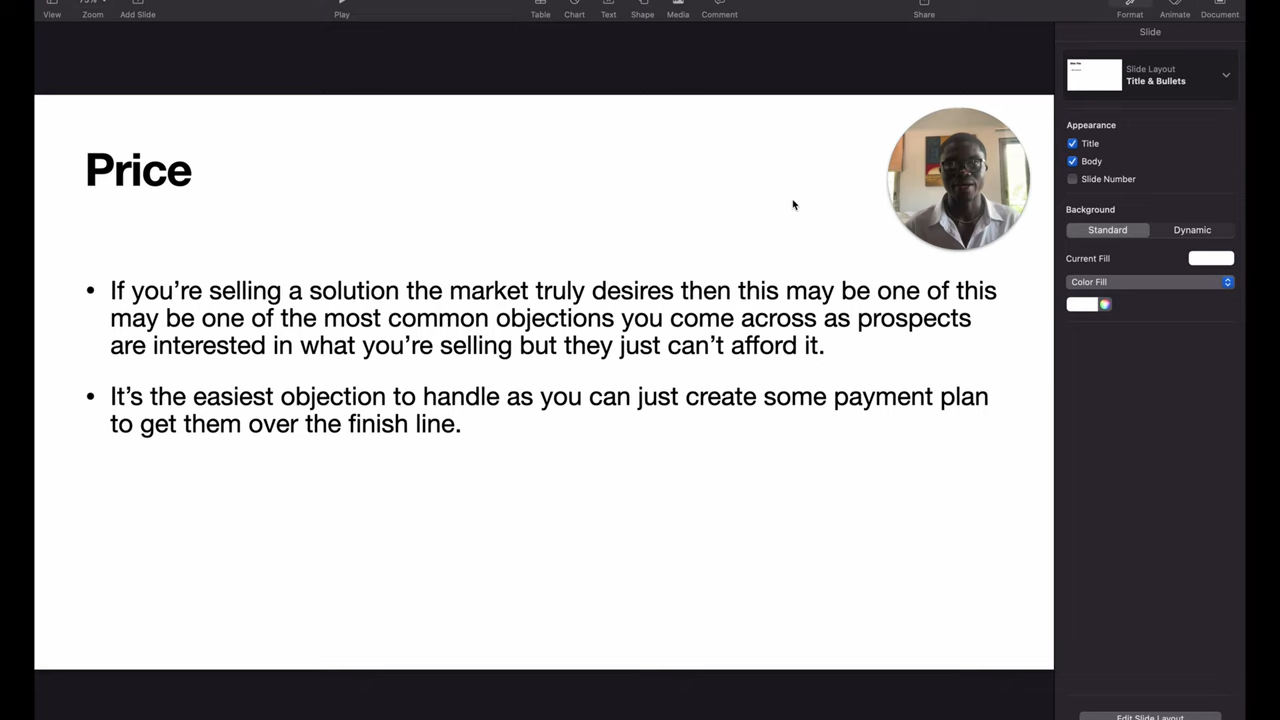 View
Zoom
Add Slide
Play
Table
Chart
Text
Shape
Media
Comment
Share
Format
Animate
Document
Slide
Slide Layout
Title & Bullets
Appearance
Title
Body
Slide Number
Background
Standard
Dynamic
Current Fill
Color Fill
Edit Slide Layout
Price
• If you're selling a solution the market truly desires then this may be one of this
may be one of the most common objections you come across as prospects
are interested in what you're selling but they just can't afford it.
• It's the easiest objection to handle as you can just create some payment plan
to get them over the finish line.